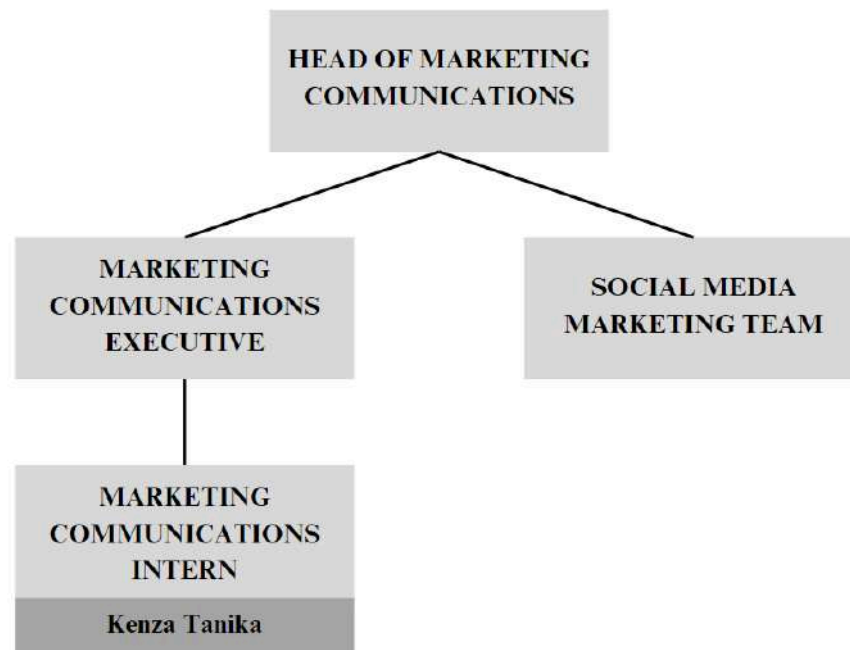 HEAD OF MARKETING
COMMUNICATIONS
MARKETING
COMMUNICATIONS
EXECUTIVE
SOCIAL MEDIA
MARKETING TEAM
MARKETING
COMMUNICATIONS
INTERN
Kenza Tanika